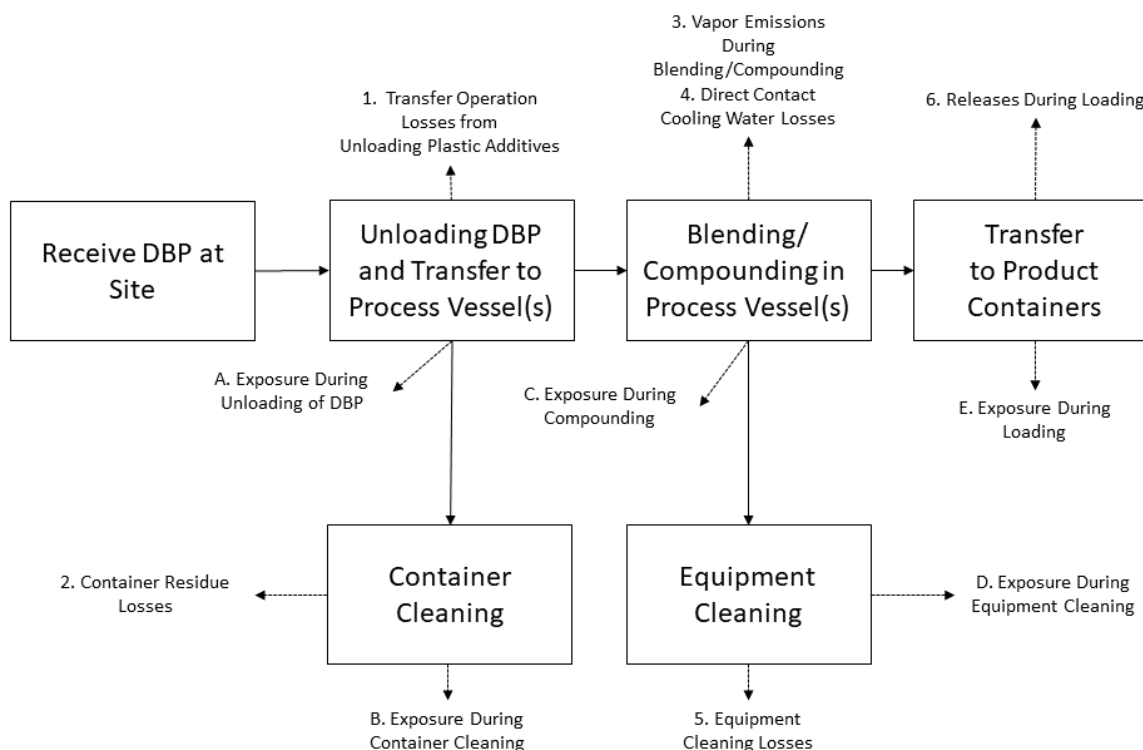 3. Vapor Emissions
During
Blending/Compounding
4. Direct Contact
Cooling Water Losses
1. Transfer Operation
Losses from
Unloading Plastic Additives
6. Releases During Loading
Receive DBP at
Site
Unloading DBP
and Transfer to
Process Vessel(s)
Blending/
Compounding in
Process Vessel(s)
Transfer
to Product
Containers
A. Exposure During
Unloading of DBP
C. Exposure During
Compounding
E. Exposure During
Loading
2. Container Residue
Losses
Container
Cleaning
Equipment
Cleaning
D. Exposure During
Equipment Cleaning
B. Exposure During
Container Cleaning
5. Equipment
Cleaning Losses